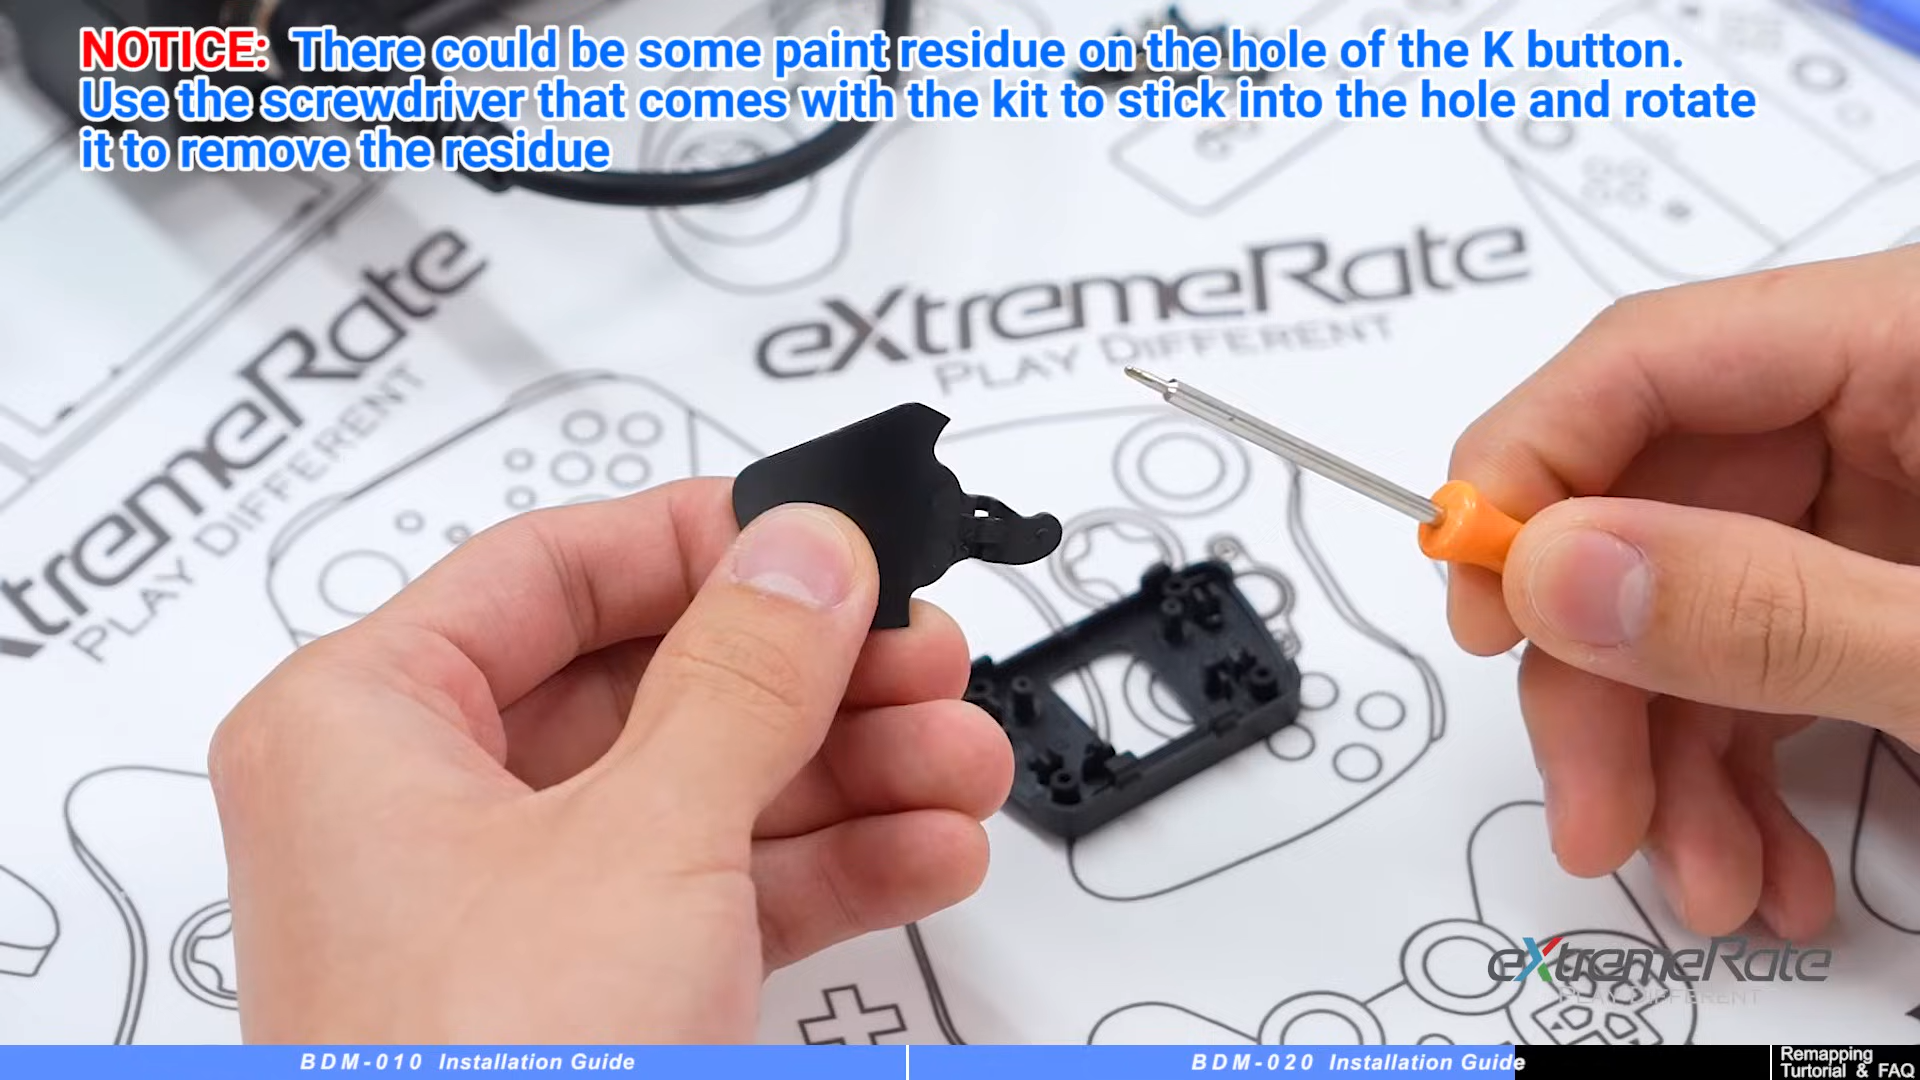 NOTICE: There could be some paint residue on the hole of the K button.
Use the screwdriver that comes with the kit to stick into the hole and rotate
it to remove the residue
eXtremeRate
PLAY DIFFERENT
eXtremeRate
PLAY DIFFERENT
eXtremeRate
PLAY DIFFERENT
BDM-010 Installation Guide
BDM-020 Installation Guide
Remapping
Turtorial & FAQ